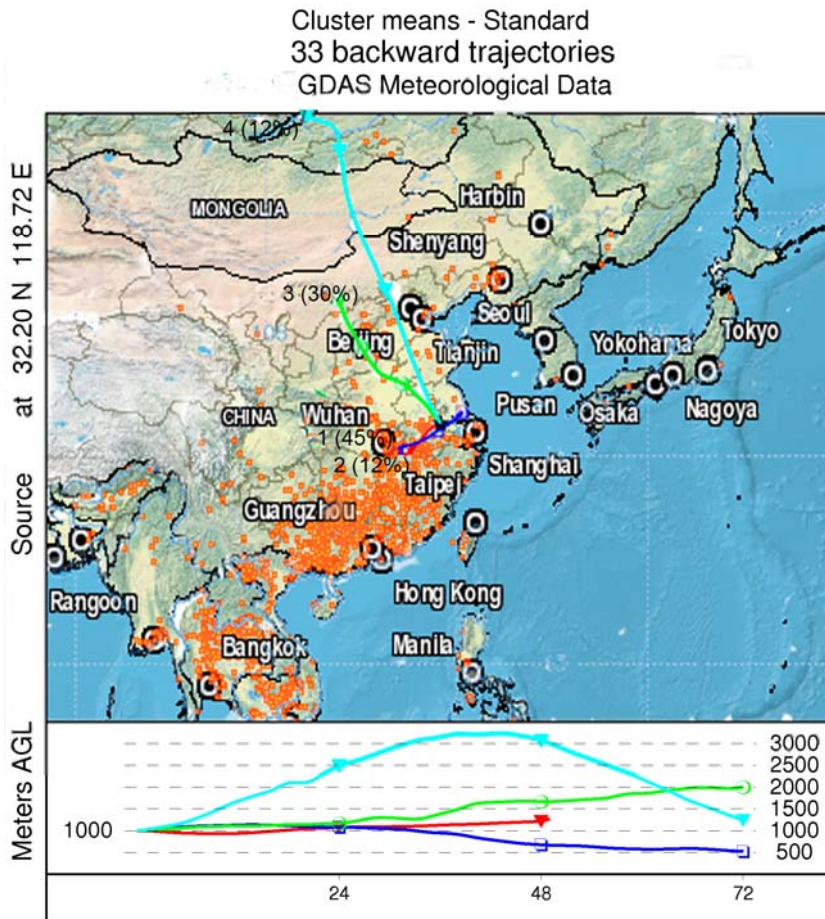 Cluster means - Standard
33 backward trajectories
GDAS Meteorological Data
Source at 32.20 N 118.72 E
4 (12%)
Harbin
MONGOLIA
Shenyang
3 (30%)
Seoul
Tokyo
Beijing
Tianjin
Yokohama
CHINA
Wuhan
Pusan
Osaka
Nagoya
1 (45%)
2 (12%)
Shanghai
Taipei
Guangzhou
Rangoon
Hong Kong
Bangkok
Manila
Meters AGL
1000
3000
2500
2000
1500
1000
500
24 48 72